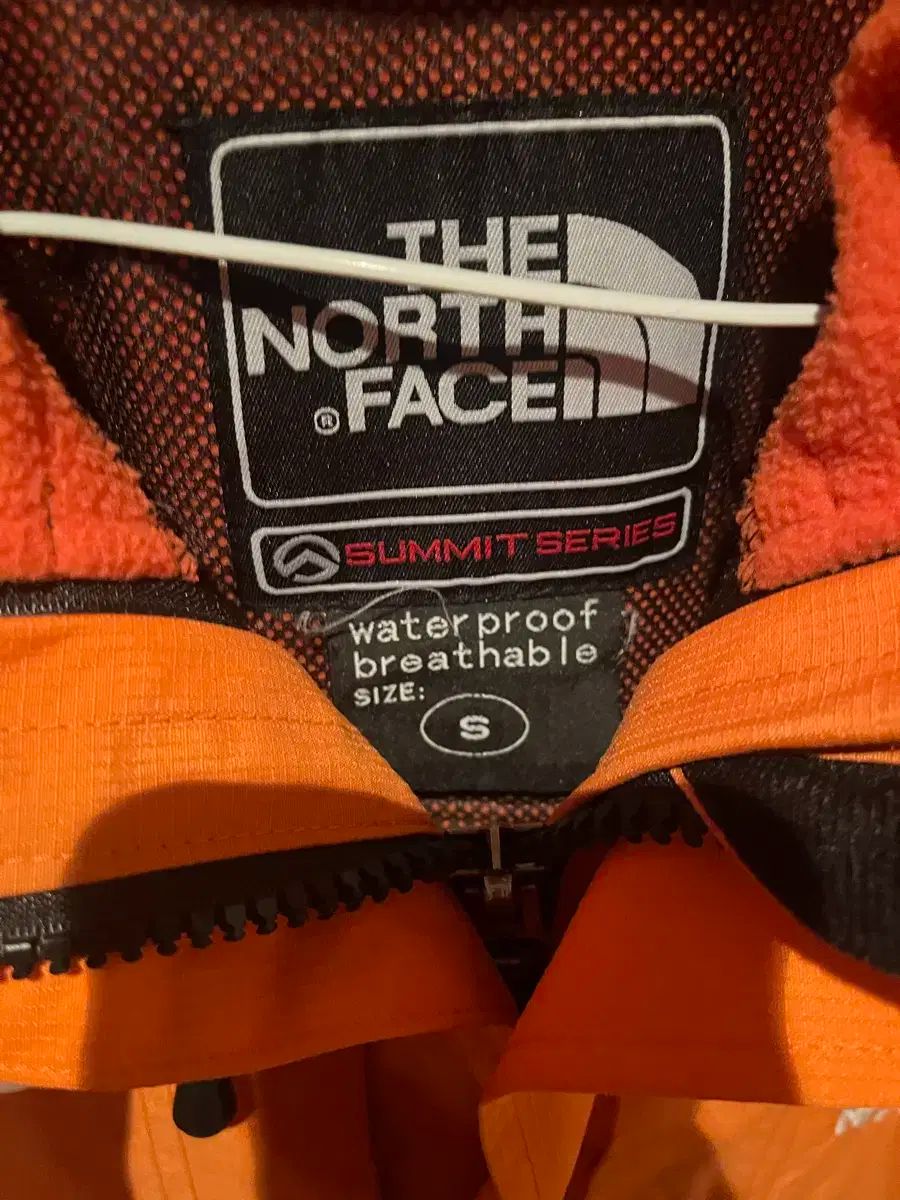 THE
NORTH
®FACE
SUMMIT SERIES
waterproof
breathable
SIZE:
S